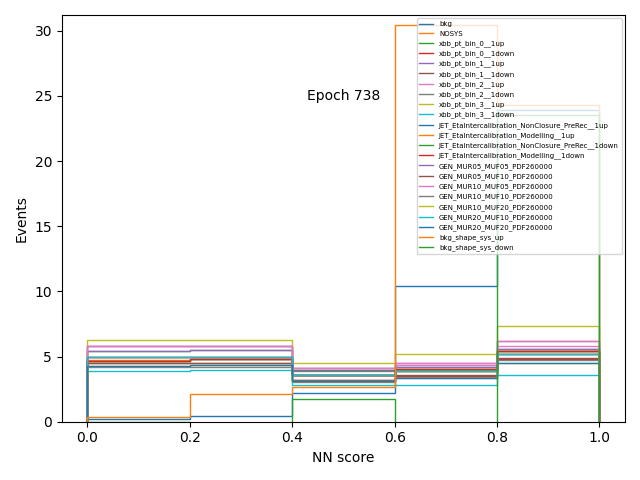 30
25
20
15
10
5
0
Events
Epoch 738
bkg
NOSYS
xbb_pt_bin_0__1up
xbb_pt_bin_0__1down
xbb_pt_bin_1__1up
xbb_pt_bin_1__1down
xbb_pt_bin_2__1up
xbb_pt_bin_2__1down
xbb_pt_bin_3__1up
xbb_pt_bin_3__1down
JET_EtaIntercalibration_NonClosure_PreRec__1up
JET_EtaIntercalibration_Modelling__1up
JET_EtaIntercalibration_NonClosure_PreRec__1down
JET_EtaIntercalibration_Modelling__1down
GEN_MUR05_MUF05_PDF260000
GEN_MUR05_MUF10_PDF260000
GEN_MUR10_MUF05_PDF260000
GEN_MUR10_MUF10_PDF260000
GEN_MUR10_MUF20_PDF260000
GEN_MUR20_MUF10_PDF260000
GEN_MUR20_MUF20_PDF260000
bkg_shape_sys_up
bkg_shape_sys_down
0.0 0.2 0.4 0.6 0.8 1.0
NN score